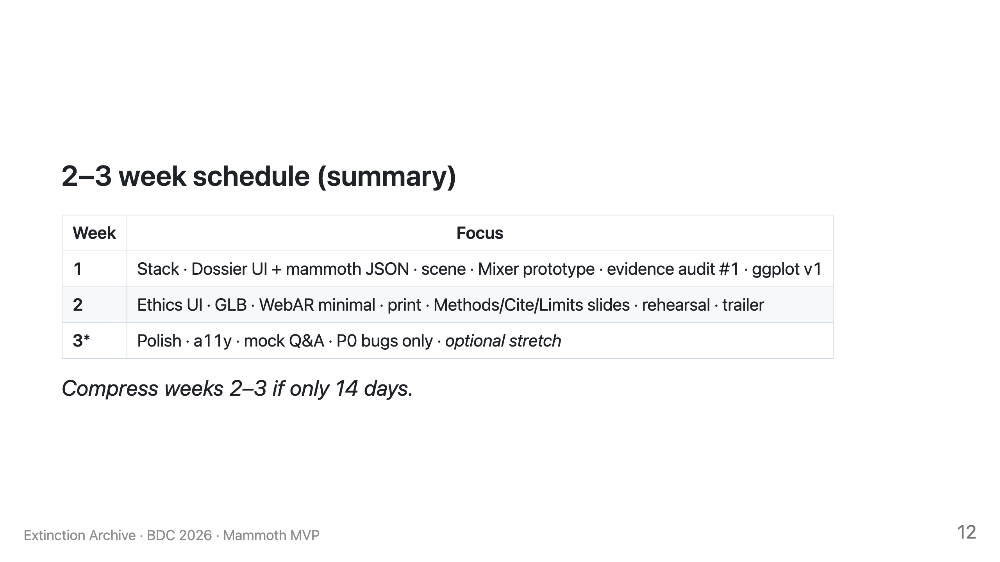 2–3 week schedule (summary)
Week Focus
1 Stack · Dossier UI + mammoth JSON · scene · Mixer prototype · evidence audit #1 · ggplot v1
2 Ethics UI · GLB · WebAR minimal · print · Methods/Cite/Limits slides · rehearsal · trailer
3* Polish · a11y · mock Q&A · P0 bugs only · optional stretch
Compress weeks 2–3 if only 14 days.
Extinction Archive · BDC 2026 · Mammoth MVP
12